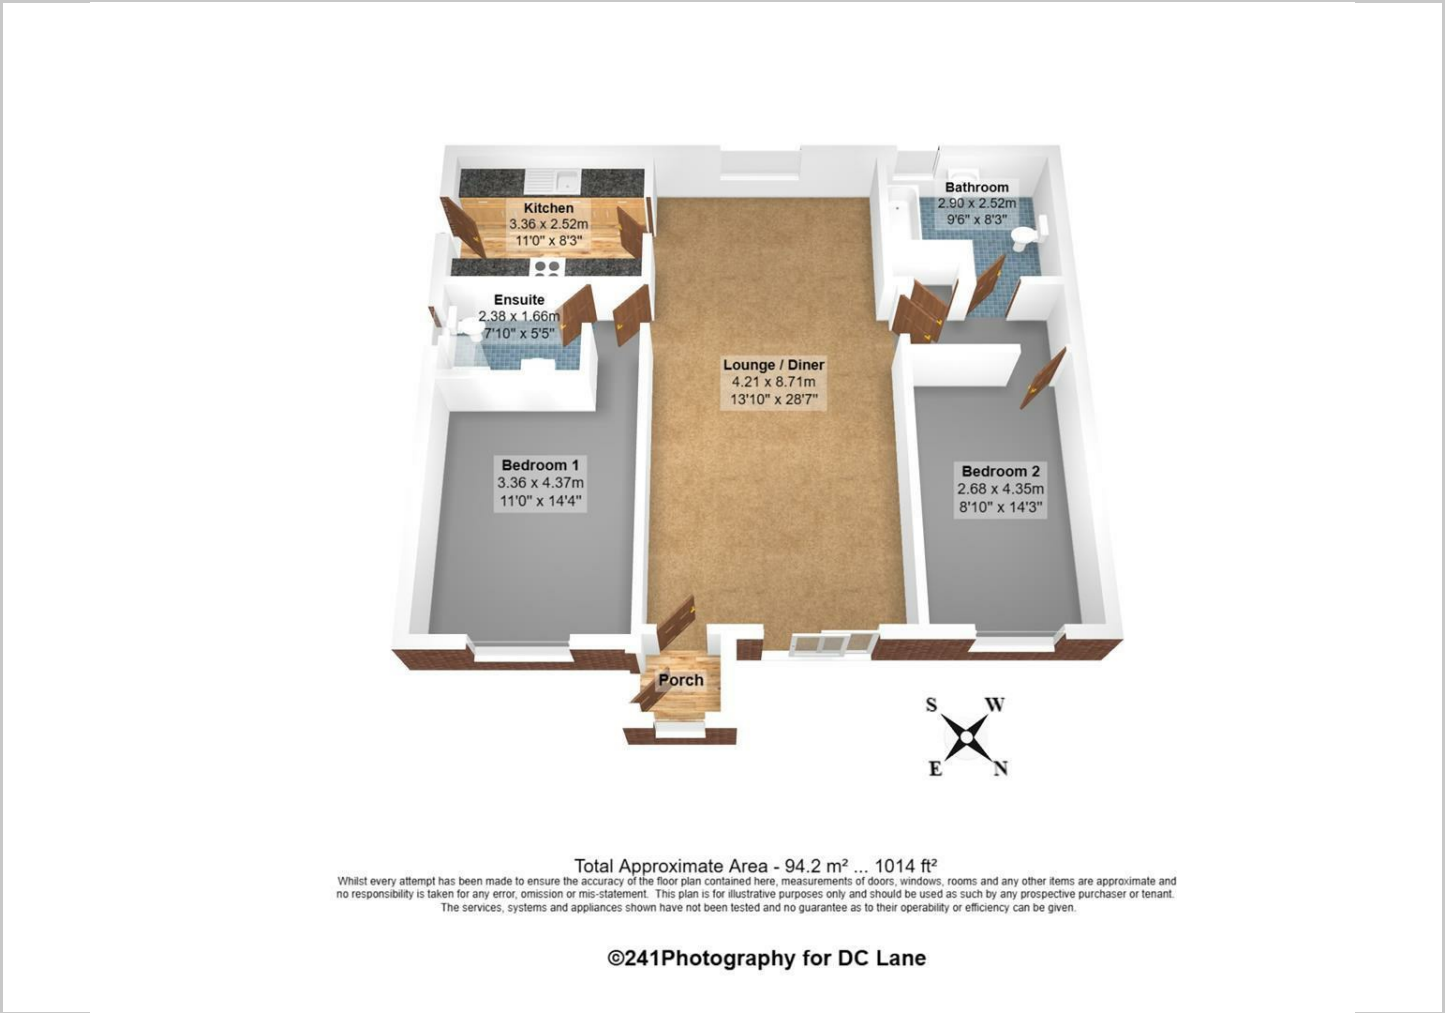 Kitchen
3.36 x 2.52m
11'0" x 8'3"
Bathroom
2.90 x 2.52m
9'6" x 8'3"
Ensuite
2.38 x 1.66m
7'10" x 5'5"
Lounge / Diner
4.21 x 8.71m
13'10" x 28'7"
Bedroom 1
3.36 x 4.37m
11'0" x 14'4"
Bedroom 2
2.68 x 4.35m
8'10" x 14'3"
Porch
S W
E N
Total Approximate Area - 94.2 m² ... 1014 ft²
Whilst every attempt has been made to ensure the accuracy of the floor plan contained here, measurements of doors, windows, rooms and any other items are approximate and
no responsibility is taken for any error, omission or mis-statement. This plan is for illustrative purposes only and should be used as such by any prospective purchaser or tenant.
The services, systems and appliances shown have not been tested and no guarantee as to their operability or efficiency can be given.
©241Photography for DC Lane